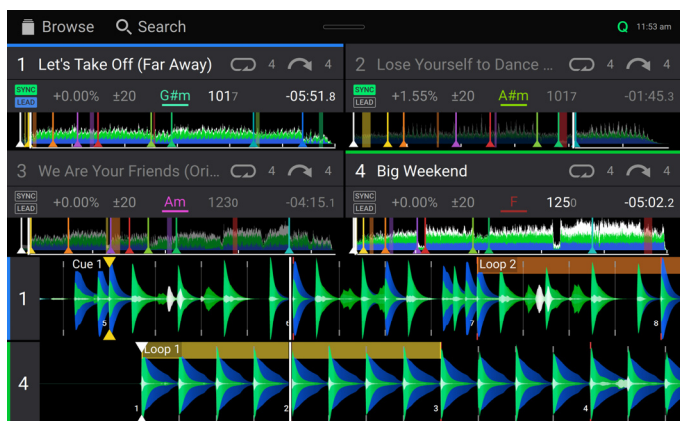 Browse Search Q 11:53 am
1 Let's Take Off (Far Away) 4 4
SYNC +0.00% ±20 G#m 1017 -05:51.8
LEAD
2 Lose Yourself to Dance ... 4 4
SYNC +1.55% ±20 A#m 1017 -01:45.3
LEAD
3 We Are Your Friends (Ori... 4 4
SYNC +0.00% ±20 Am 1230 -04:15.1
LEAD
4 Big Weekend 4 4
SYNC +0.00% ±20 F 1250 -05:02.2
LEAD
Cue 1 Loop 2
1
5 6 7 8
Loop 1
4
1 2 3 4